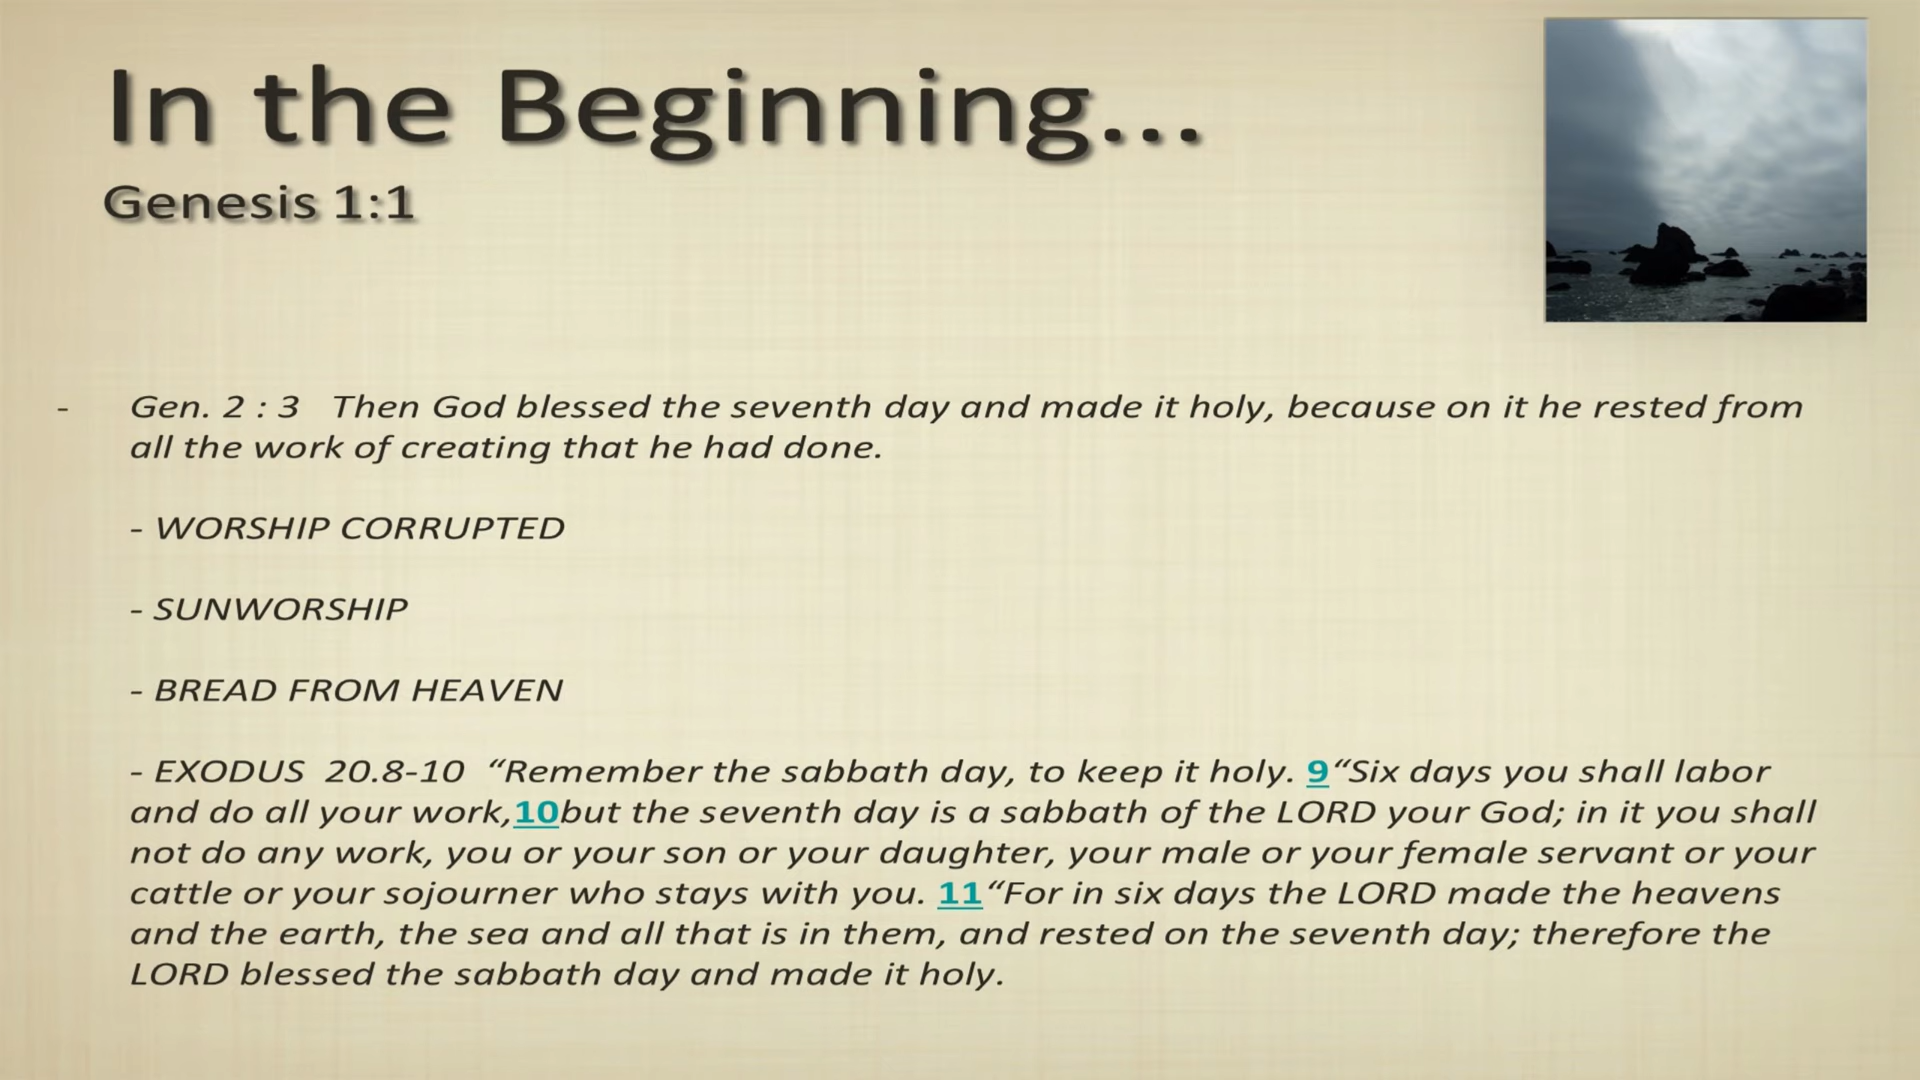 In the Beginning...
Genesis 1:1
- Gen. 2 : 3 Then God blessed the seventh day and made it holy, because on it he rested from
all the work of creating that he had done.
- WORSHIP CORRUPTED
- SUNWORSHIP
- BREAD FROM HEAVEN
- EXODUS 20.8-10 “Remember the sabbath day, to keep it holy. 9“Six days you shall labor
and do all your work,10but the seventh day is a sabbath of the LORD your God; in it you shall
not do any work, you or your son or your daughter, your male or your female servant or your
cattle or your sojourner who stays with you. 11“For in six days the LORD made the heavens
and the earth, the sea and all that is in them, and rested on the seventh day; therefore the
LORD blessed the sabbath day and made it holy.